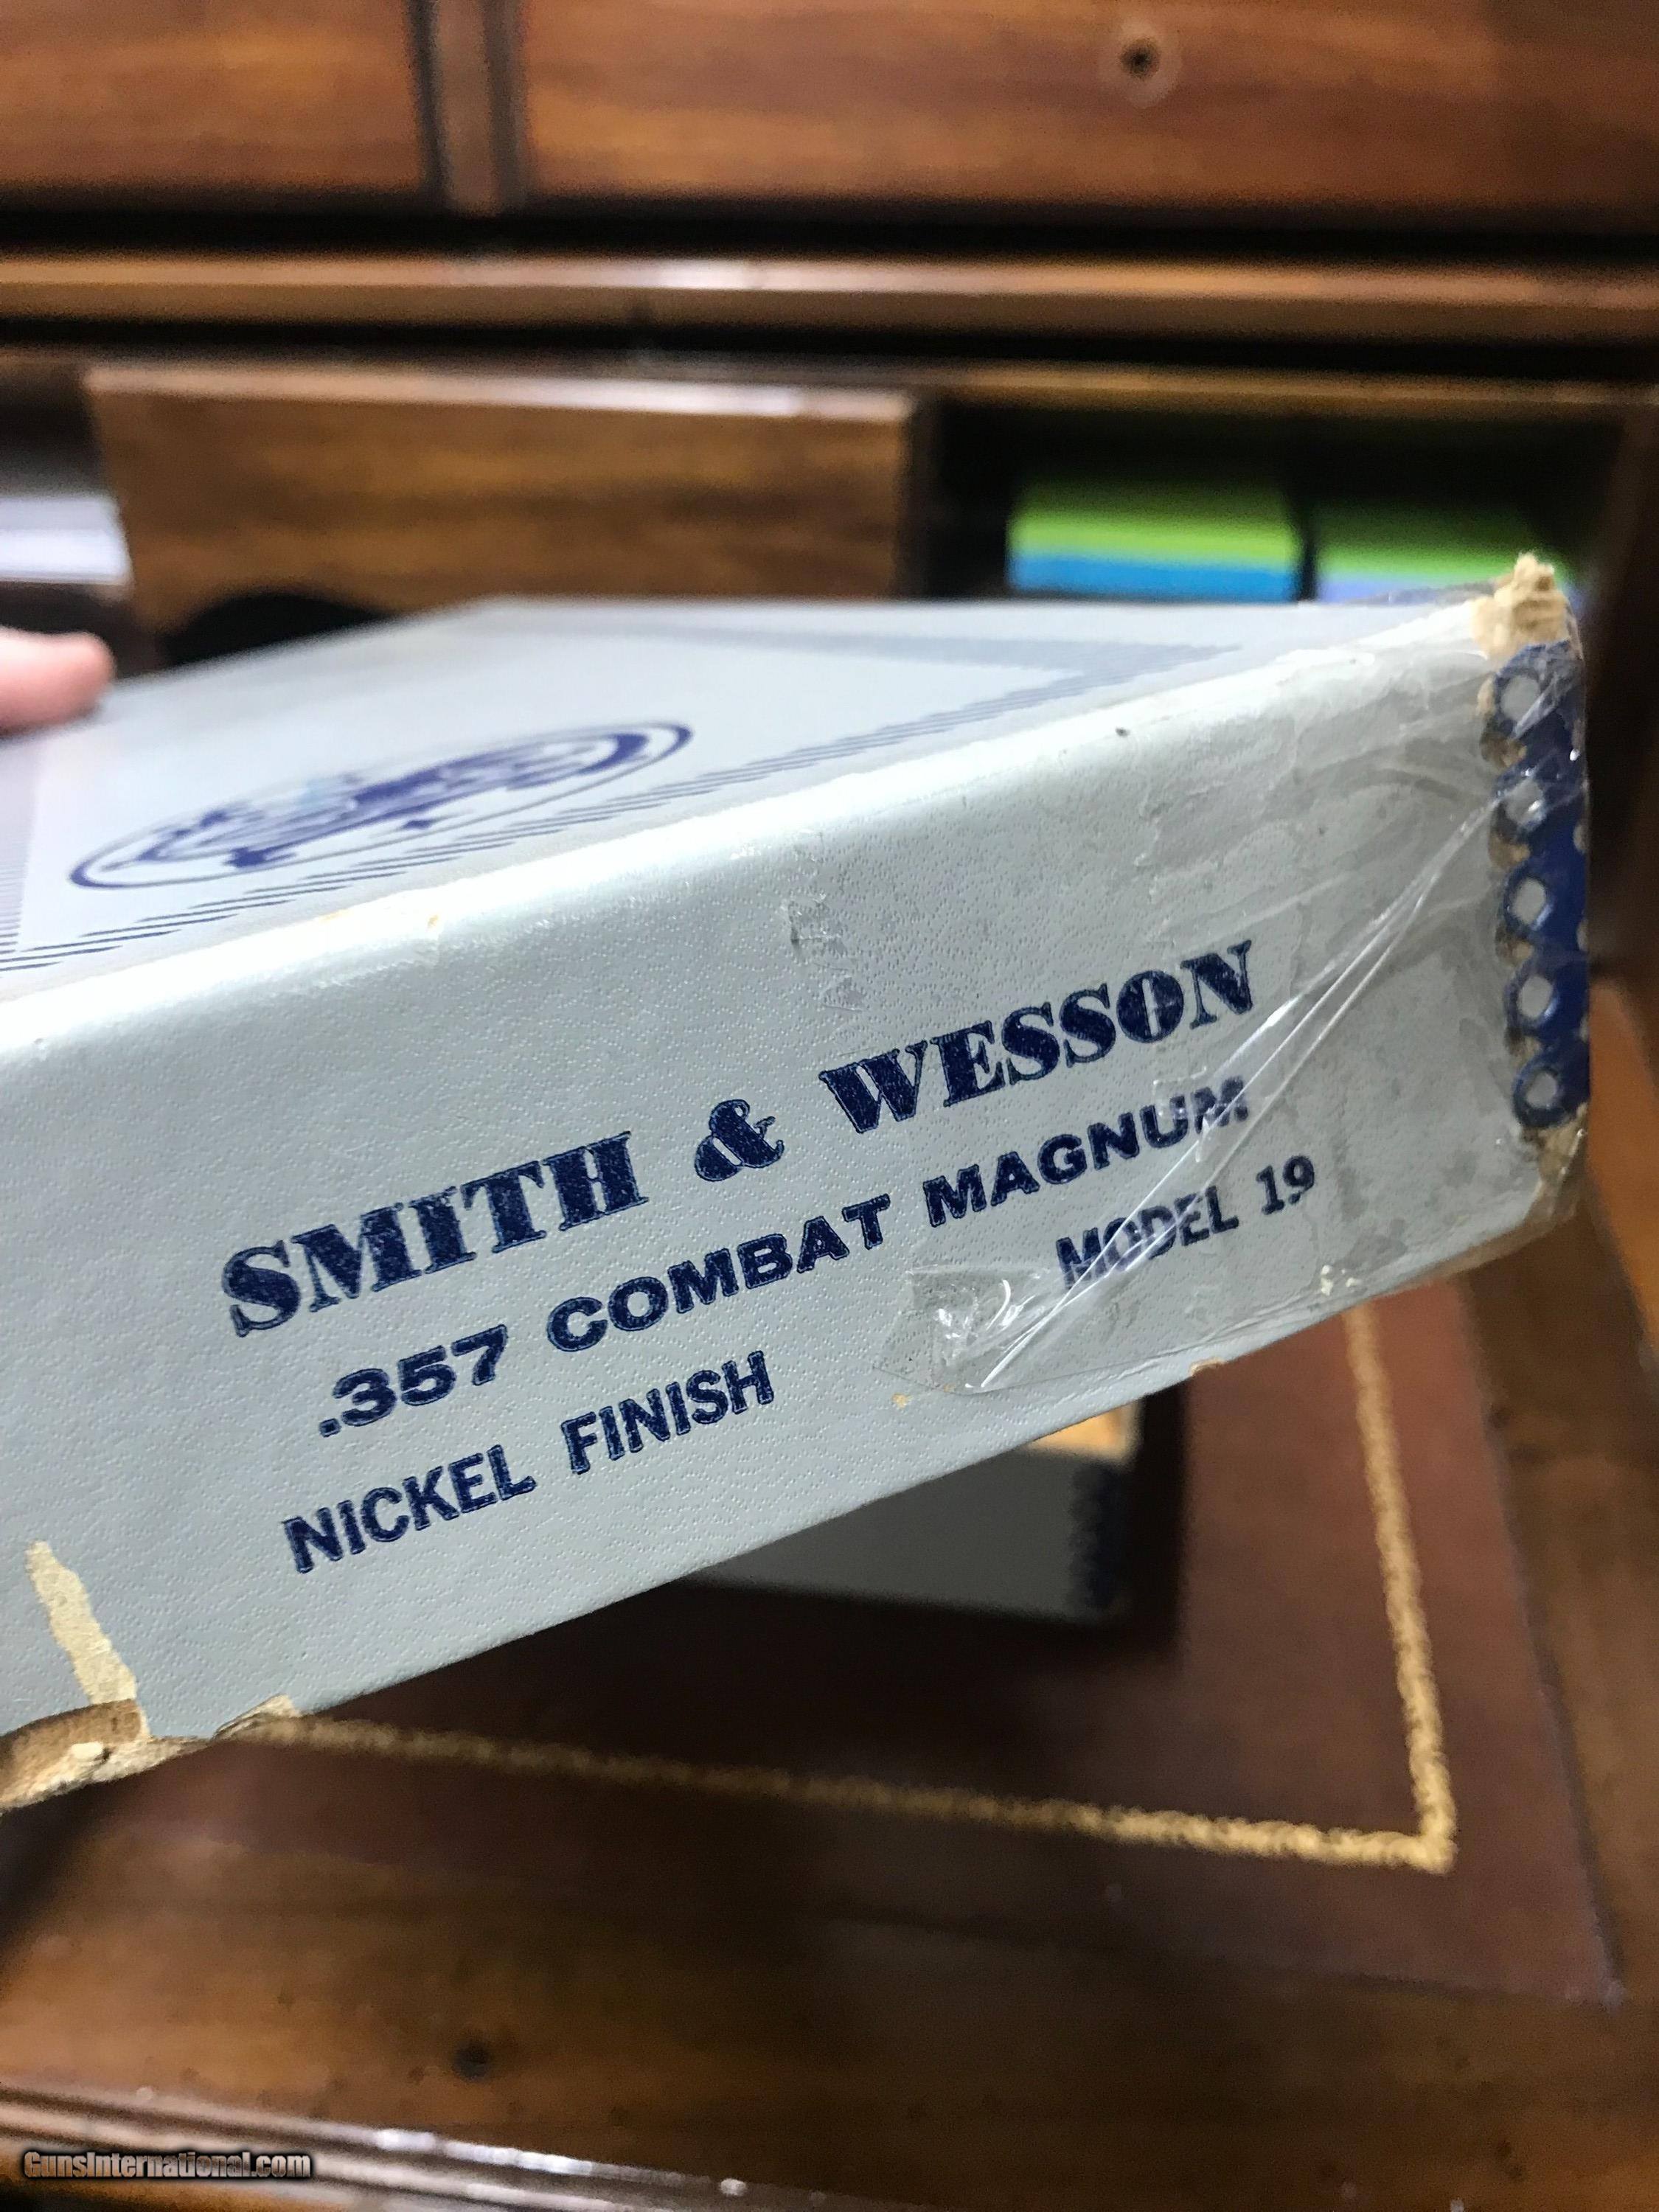 SMITH & WESSON
.357 COMBAT MAGNUM
NICKEL FINISH MODEL 19
GunsInternational.com